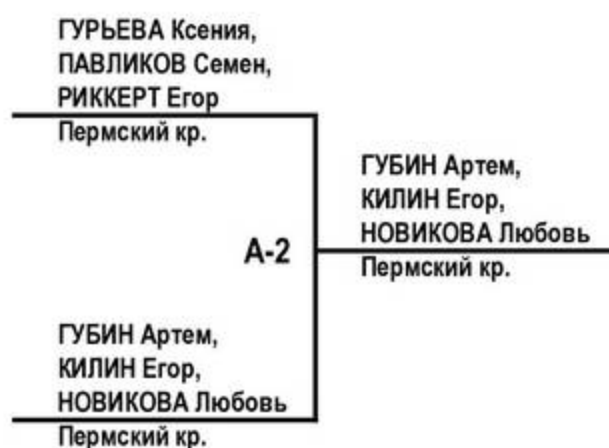 ГУРЬЕВА Ксения,
ПАВЛИКОВ Семен,
РИККЕРТ Егор
Пермский кр.
А-2
ГУБИН Артем,
КИЛИН Егор,
НОВИКОВА Любовь
Пермский кр.
ГУБИН Артем,
КИЛИН Егор,
НОВИКОВА Любовь
Пермский кр.